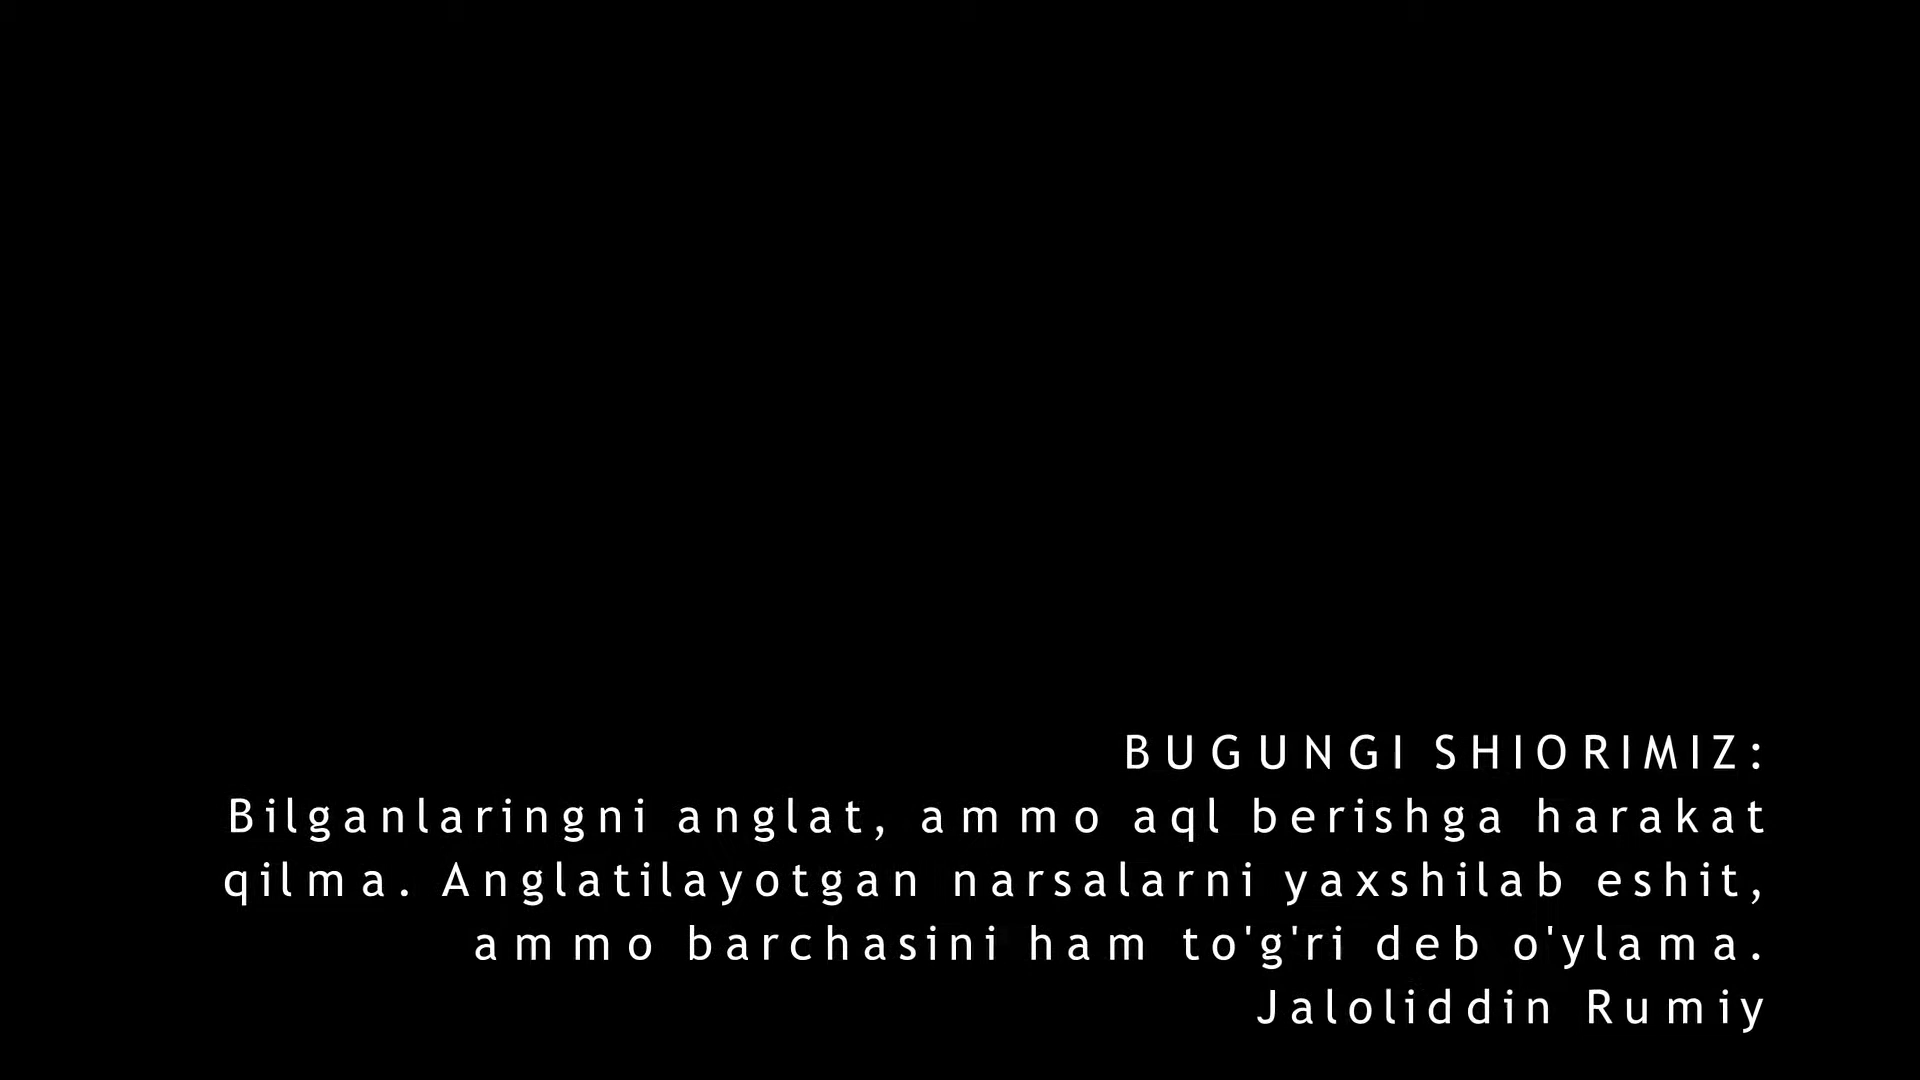 BUGUNGI SHIORIMIZ:
Bilganlaringni anglat, ammo aql berishga harakat
qilma. Anglatilayotgan narsalarni yaxshilab eshit,
ammo barchasini ham to'g'ri deb o'ylama.
Jaloliddin Rumiy